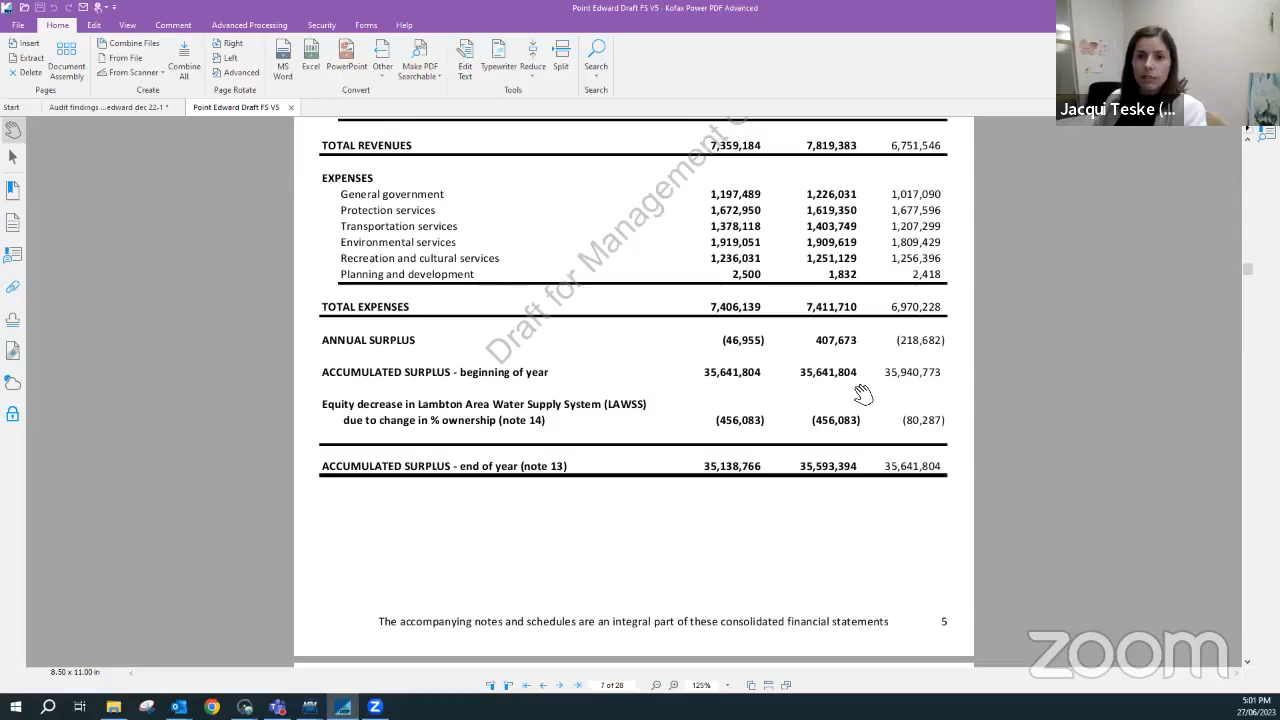 Point Edward Draft FS V5 - Kofax Power PDF Advanced
File Home Edit View Comment Advanced Processing Security Forms Help
Insert
Extract
Delete
Pages
Document Assembly
Combine Files
From File
From Scanner
Combine All
Create
Right
Left
Advanced
Page Rotate
MS Word
Excel
PowerPoint
Other
Make PDF Searchable
Convert
Edit Text
Typewriter
Reduce
Split
Tools
Search
Search
Start Audit findings ...edward dec 22-1 * Point Edward Draft FS V5 x
Jacqui Teske (...
Draft for Management
TOTAL REVENUES 7,359,184 7,819,383 6,751,546
EXPENSES
General government 1,197,489 1,226,031 1,017,090
Protection services 1,672,950 1,619,350 1,677,596
Transportation services 1,378,118 1,403,749 1,207,299
Environmental services 1,919,051 1,909,619 1,809,429
Recreation and cultural services 1,236,031 1,251,129 1,256,396
Planning and development 2,500 1,832 2,418
TOTAL EXPENSES 7,406,139 7,411,710 6,970,228
ANNUAL SURPLUS (46,955) 407,673 (218,682)
ACCUMULATED SURPLUS - beginning of year 35,641,804 35,641,804 35,940,773
Equity decrease in Lambton Area Water Supply System (LAWSS)
due to change in % ownership (note 14) (456,083) (456,083) (80,287)
ACCUMULATED SURPLUS - end of year (note 13) 35,138,766 35,593,394 35,641,804
The accompanying notes and schedules are an integral part of these consolidated financial statements 5
zoom
8.50 x 11.00 in
7 of 28
125%
5:01 PM
27/06/2023